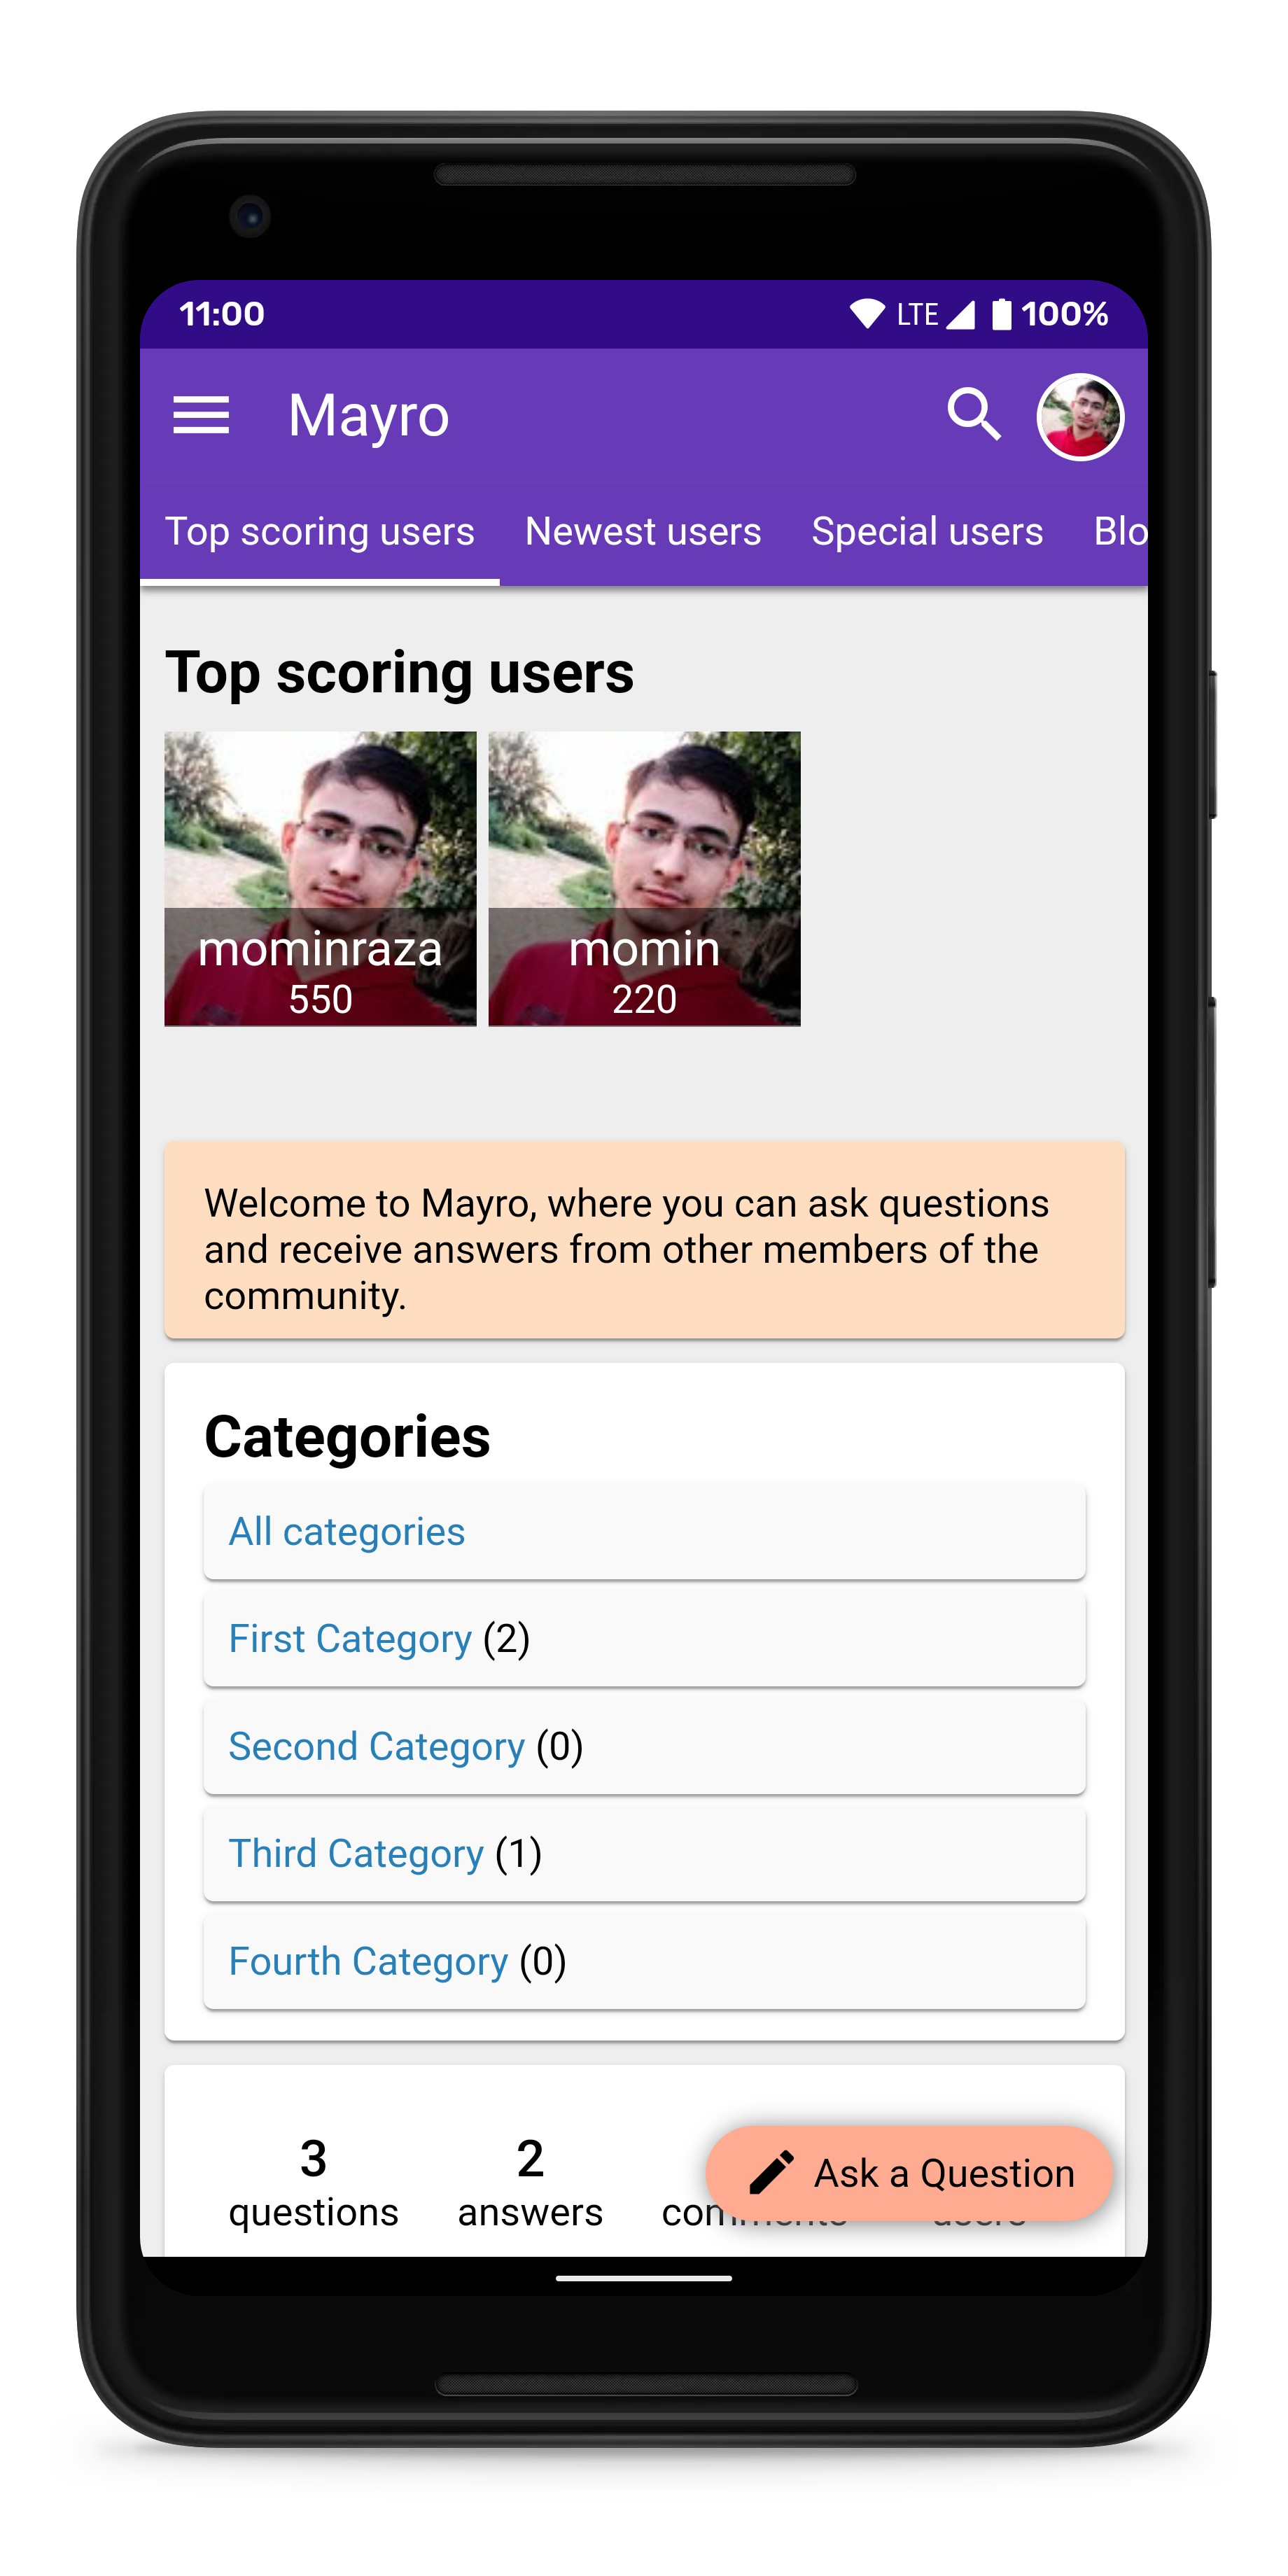 11:00
LTE
100%
Mayro
Top scoring users
Newest users
Special users
Blo
Top scoring users
mominraza
550
momin
220
Welcome to Mayro, where you can ask questions
and receive answers from other members of the
community.
Categories
All categories
First Category (2)
Second Category (0)
Third Category (1)
Fourth Category (0)
3
questions
2
answers
comments
users
Ask a Question